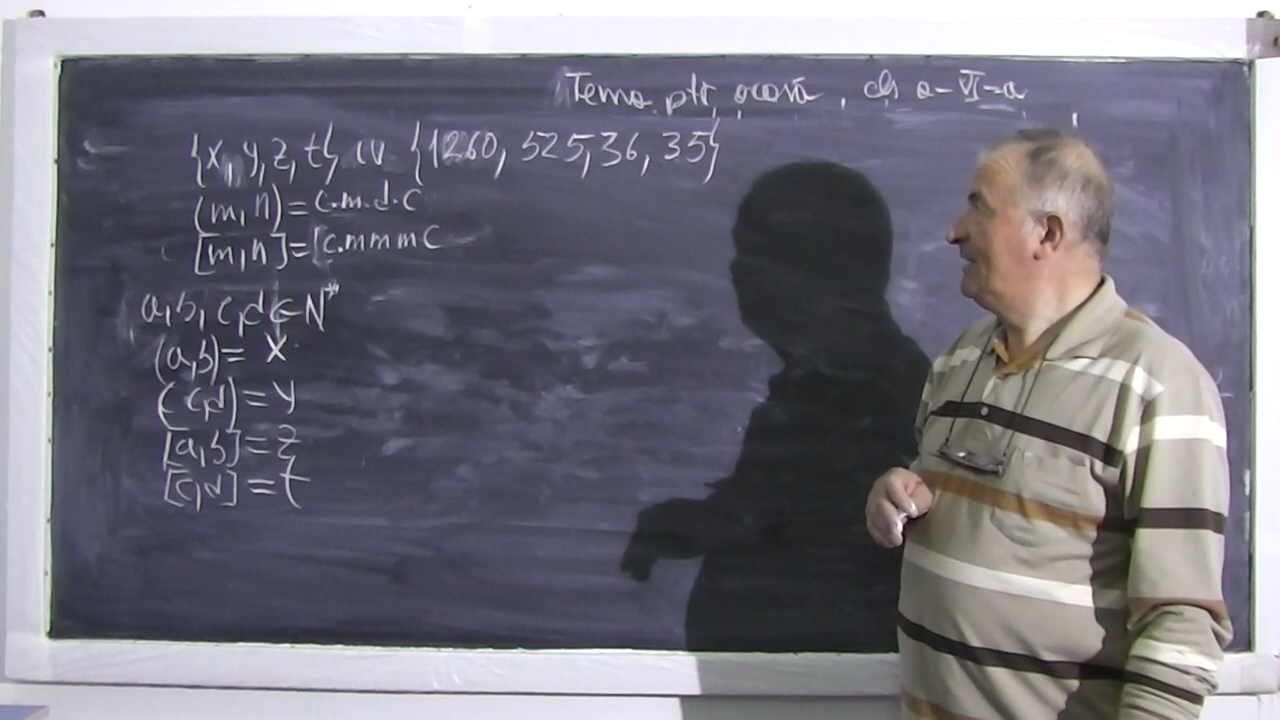 Tema ptr acasă, cls a-VI-a
{x, y, z, t} cu {1260, 525, 36, 35}
(m, n) = c.m.d.c
[m, n] = c.m m m c
a, b, c, d ∈ N*
(a, b) = x
(c, d) = y
[a, b] = z
[c, d] = t